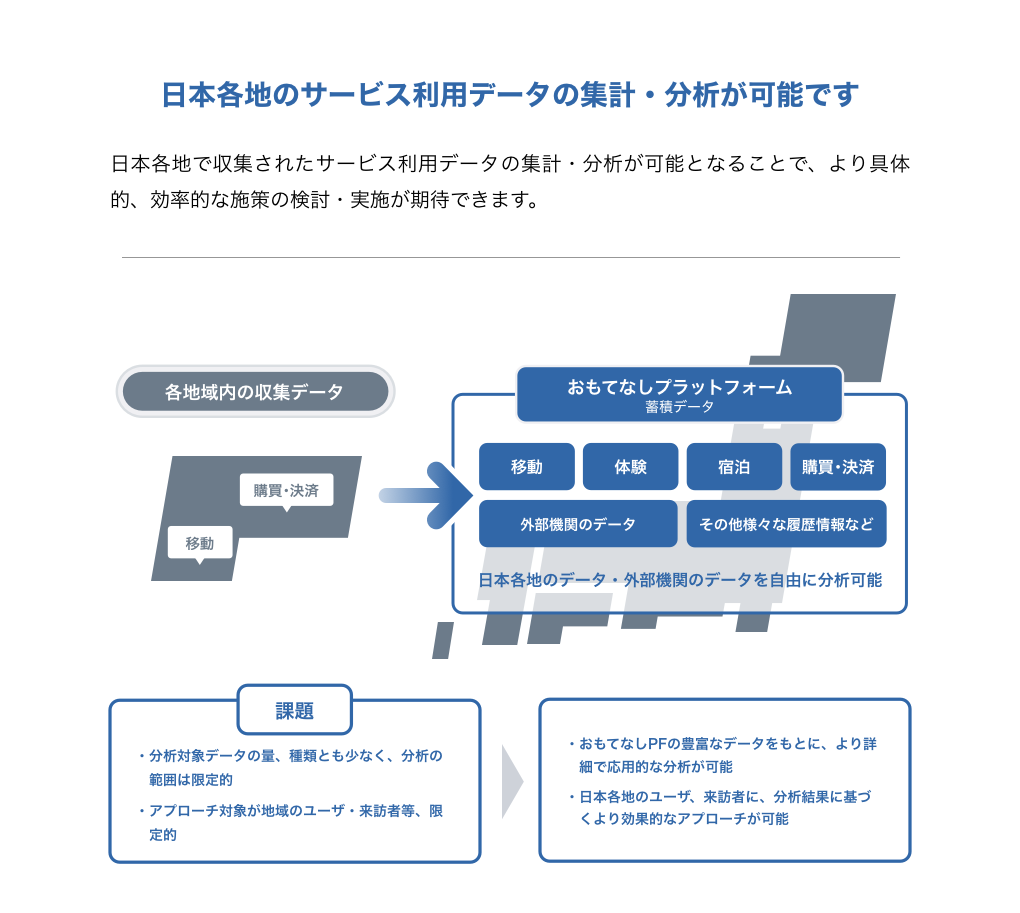 日本各地のサービス利用データの集計・分析が可能です
日本各地で収集されたサービス利用データの集計・分析が可能となることで、より具体
的、効率的な施策の検討・実施が期待できます。
各地域内の収集データ
購買・決済
移動
おもてなしプラットフォーム
蓄積データ
移動
体験
宿泊
購買・決済
外部機関のデータ
その他様々な履歴情報など
日本各地のデータ・外部機関のデータを自由に分析可能
課題
・分析対象データの量、種類とも少なく、分析の
範囲は限定的
・アプローチ対象が地域のユーザ・来訪者等、限
定的
・おもてなしPFの豊富なデータをもとに、より詳
細で応用的な分析が可能
・日本各地のユーザ、来訪者に、分析結果に基づ
くより効果的なアプローチが可能